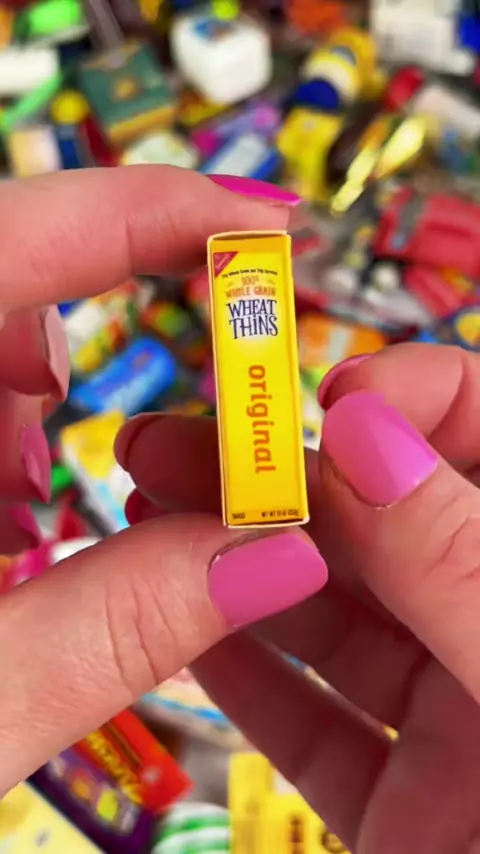 100%
WHOLE GRAIN
WHEAT
THINS
original